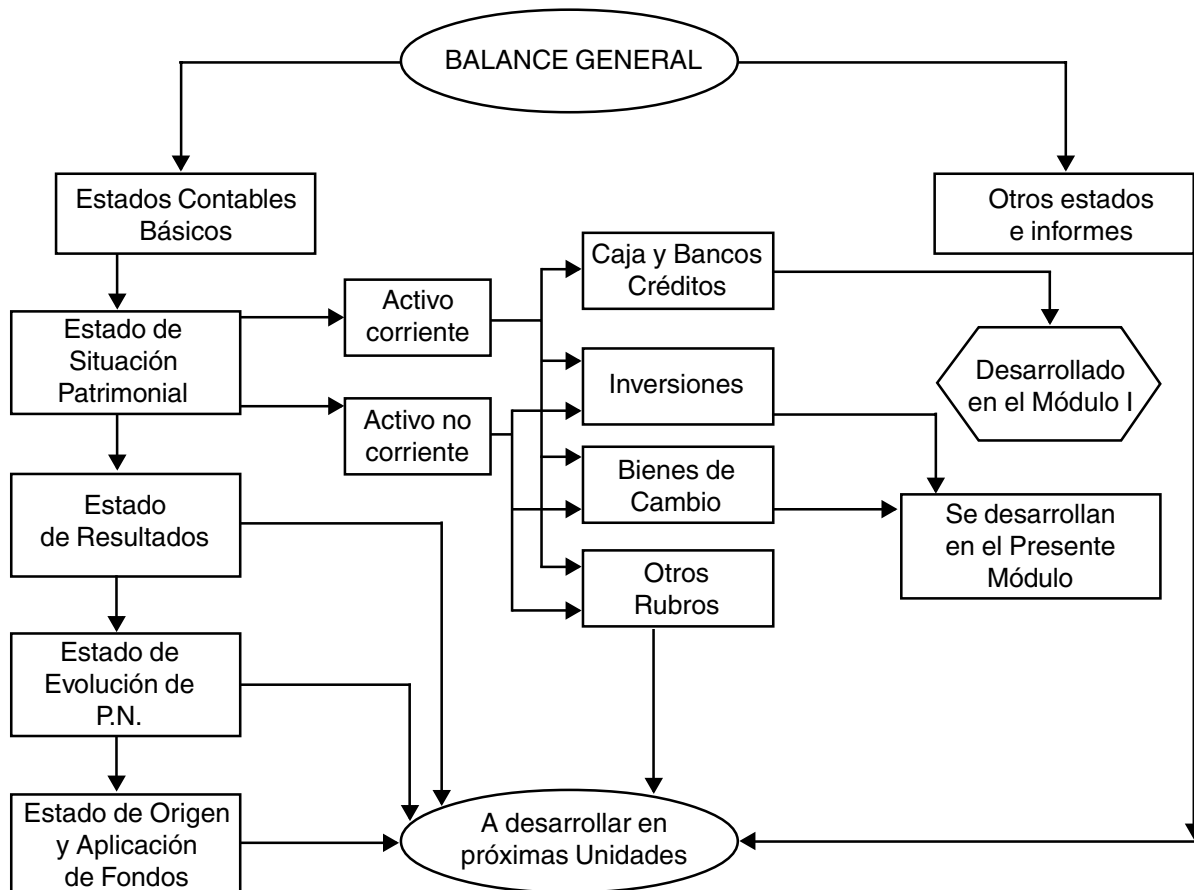 BALANCE GENERAL
Estados Contables
Básicos
Otros estados
e informes
Estado de
Situación
Patrimonial
Activo
corriente
Activo no
corriente
Caja y Bancos
Créditos
Inversiones
Bienes de
Cambio
Otros
Rubros
Desarrollado
en el Módulo I
Se desarrollan
en el Presente
Módulo
Estado
de Resultados
Estado de
Evolución de
P.N.
Estado de Origen
y Aplicación
de Fondos
A desarrollar en
próximas Unidades